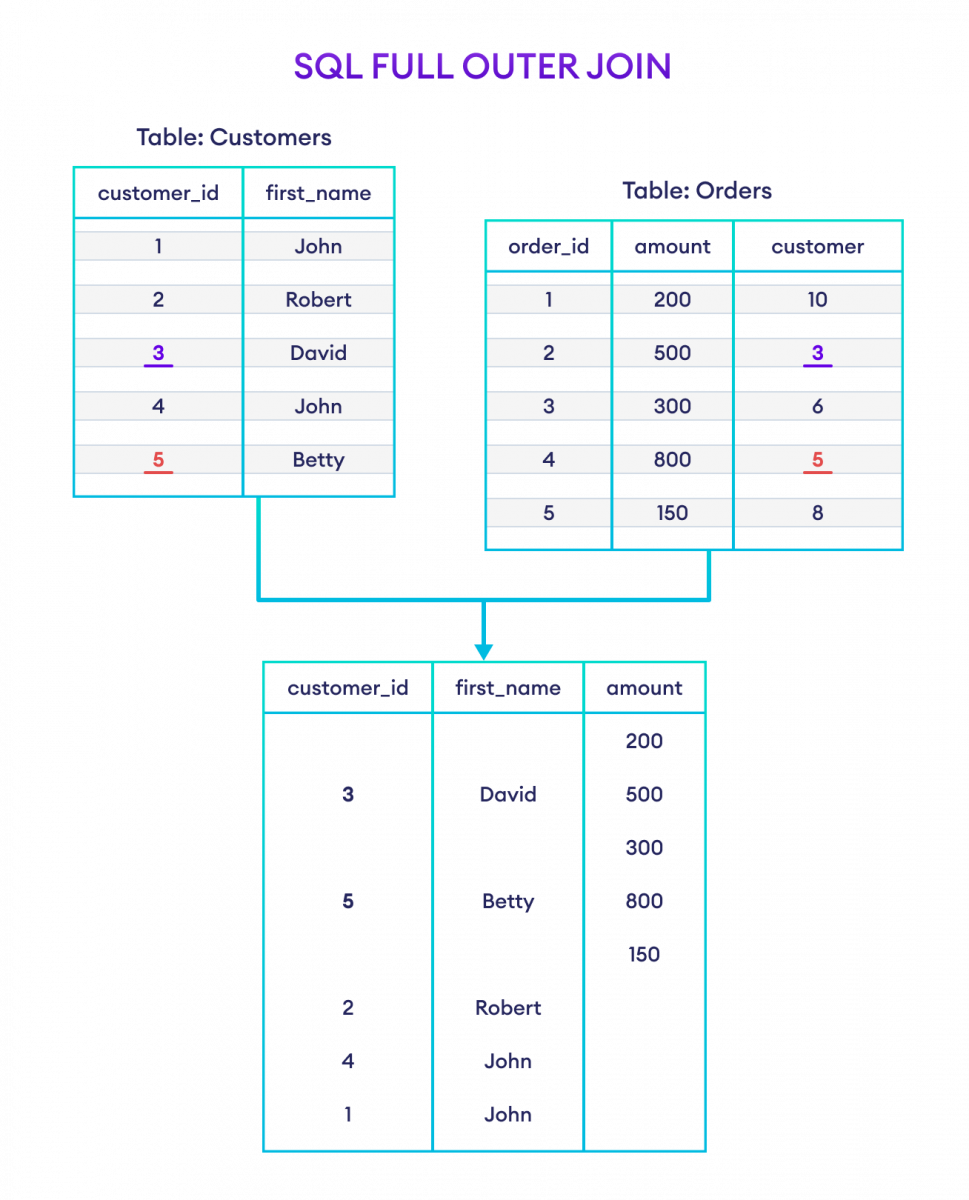 SQL FULL OUTER JOIN
Table: Customers
customer_id first_name
1 John
2 Robert
3 David
4 John
5 Betty
Table: Orders
order_id amount customer
1 200 10
2 500 3
3 300 6
4 800 5
5 150 8
customer_id first_name amount
200
3 David 500
300
5 Betty 800
150
2 Robert
4 John
1 John